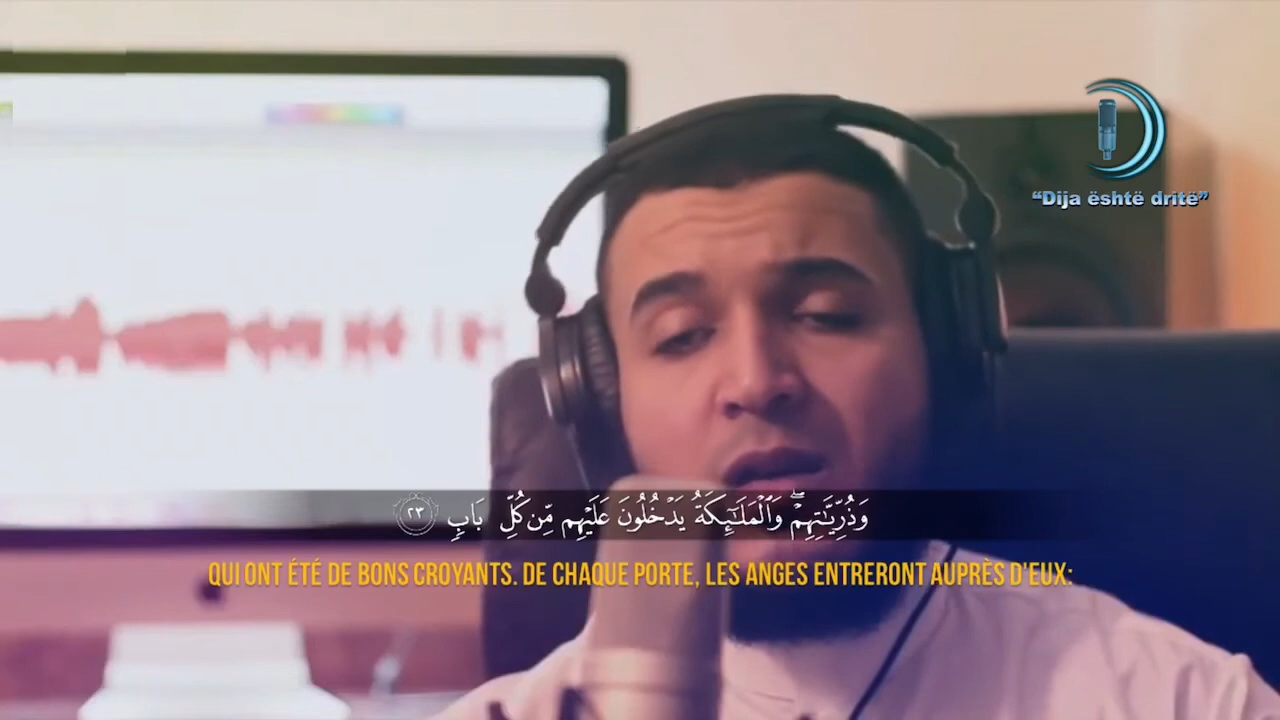 “Dija është dritë”
وَذُرِّيَّٰتِهِمْۖ وَٱلْمَلَٰٓئِكَةُ يَدْخُلُونَ عَلَيْهِم مِّن كُلِّ بَابٍ ٢٣
QUI ONT ÉTÉ DE BONS CROYANTS. DE CHAQUE PORTE, LES ANGES ENTRERONT AUPRÈS D'EUX: